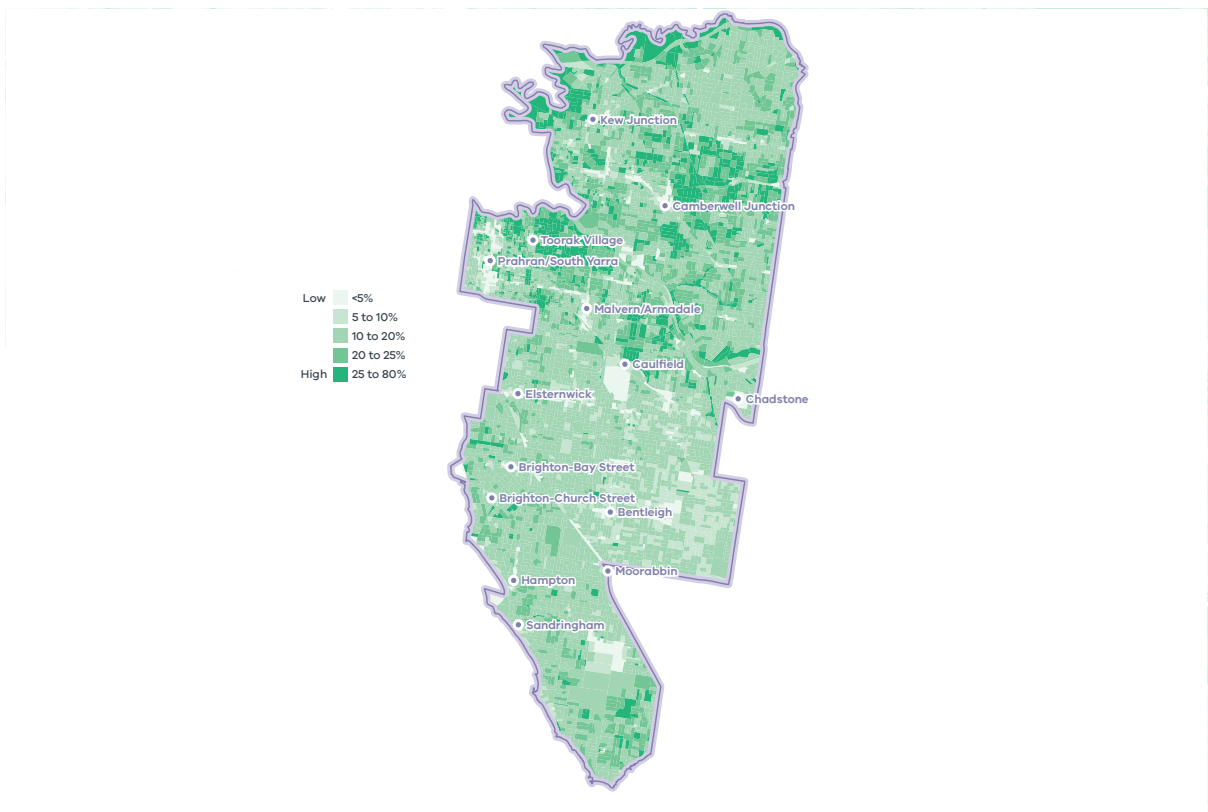 Kew Junction
Camberwell Junction
Toorak Village
Prahran/South Yarra
Low <5%
5 to 10%
10 to 20%
20 to 25%
High 25 to 80%
Malvern/Armadale
Caulfield
Elsternwick
Chadstone
Brighton-Bay Street
Brighton-Church Street
Bentleigh
Moorabbin
Hampton
Sandringham